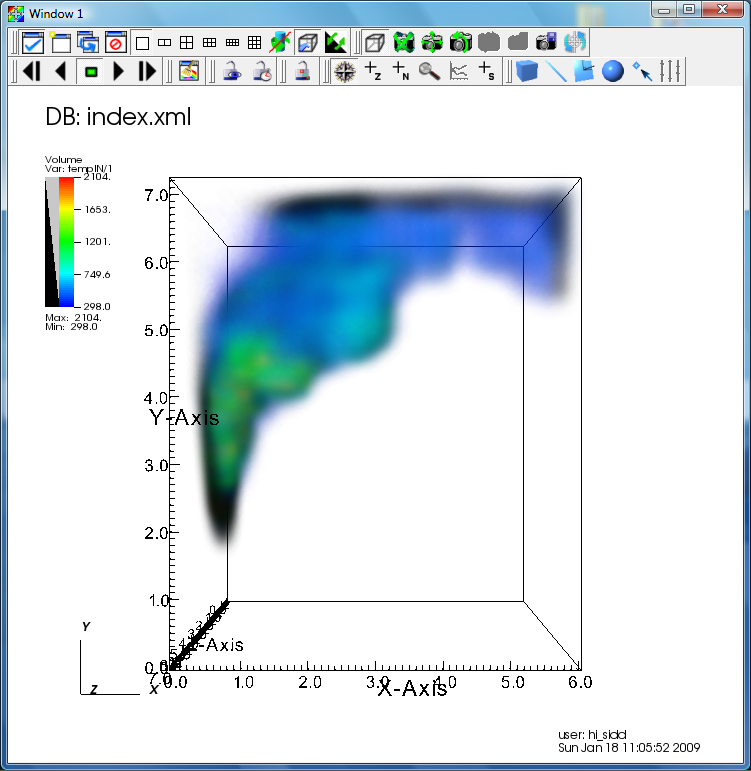 Window 1
Z
N
S
DB: index.xml
Volume
Var: tempIN/1
2104.
1653.
1201.
749.6
298.0
Max: 2104.
Min: 298.0
7.0
6.0
5.0
4.0
Y-Axis
3.0
2.0
1.0
-Axis
0.0
7.0
0.0
1.0
2.0
3.0
X-Axis
5.0
6.0
Y
Z
X
user: hi_sidd
Sun Jan 18 11:05:52 2009